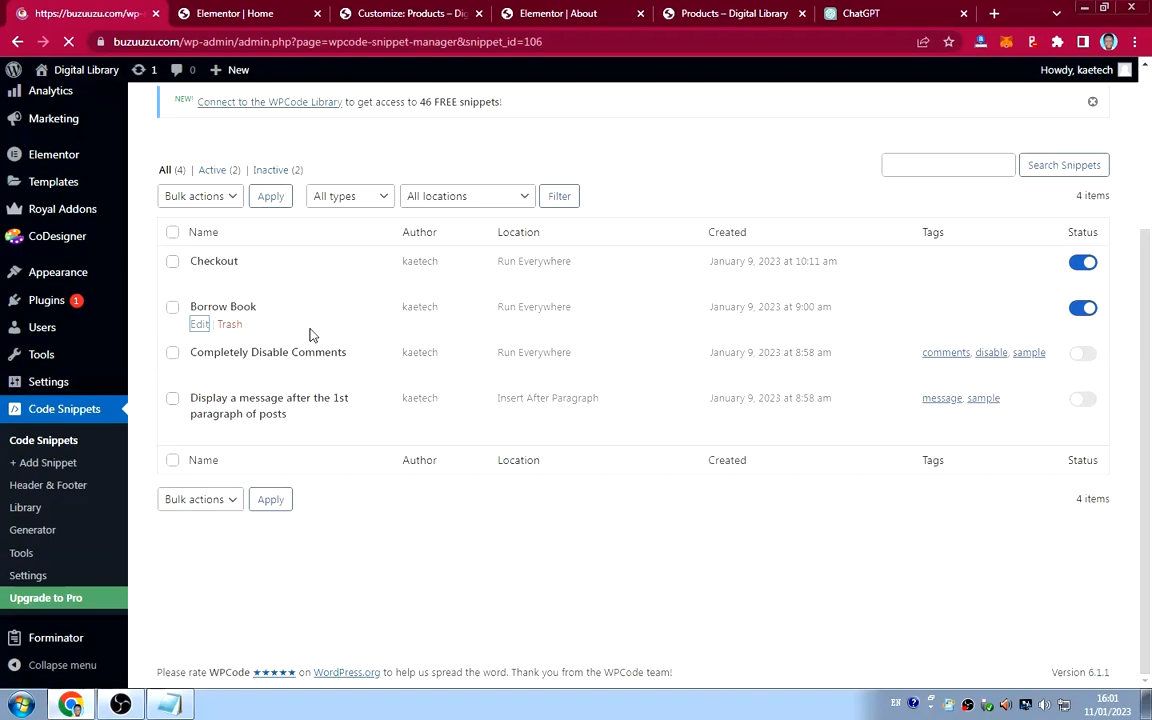 https://buzuuzu.com/wp-
Elementor | Home
Customize: Products – Dig
Elementor | About
Products – Digital Library
ChatGPT
buzuuzu.com/wp-admin/admin.php?page=wpcode-snippet-manager&snippet_id=106
Digital Library 1 0 New
Howdy, kaetech
Analytics
Marketing
Elementor
Templates
Royal Addons
CoDesigner
Appearance
Plugins 1
Users
Tools
Settings
Code Snippets
Code Snippets
+ Add Snippet
Header & Footer
Library
Generator
Tools
Settings
Upgrade to Pro
Forminator
Collapse menu
NEW! Connect to the WPCode Library to get access to 46 FREE snippets!
All (4) | Active (2) | Inactive (2)
Search Snippets
Bulk actions Apply All types All locations Filter
4 items
Name Author Location Created Tags Status
Checkout kaetech Run Everywhere January 9, 2023 at 10:11 am
Borrow Book kaetech Run Everywhere January 9, 2023 at 9:00 am
Edit | Trash
Completely Disable Comments kaetech Run Everywhere January 9, 2023 at 8:58 am comments, disable, sample
Display a message after the 1st kaetech Insert After Paragraph January 9, 2023 at 8:58 am message, sample
paragraph of posts
Name Author Location Created Tags Status
Bulk actions Apply
4 items
Please rate WPCode ★★★★★ on WordPress.org to help us spread the word. Thank you from the WPCode team!
Version 6.1.1
EN
16:01
11/01/2023